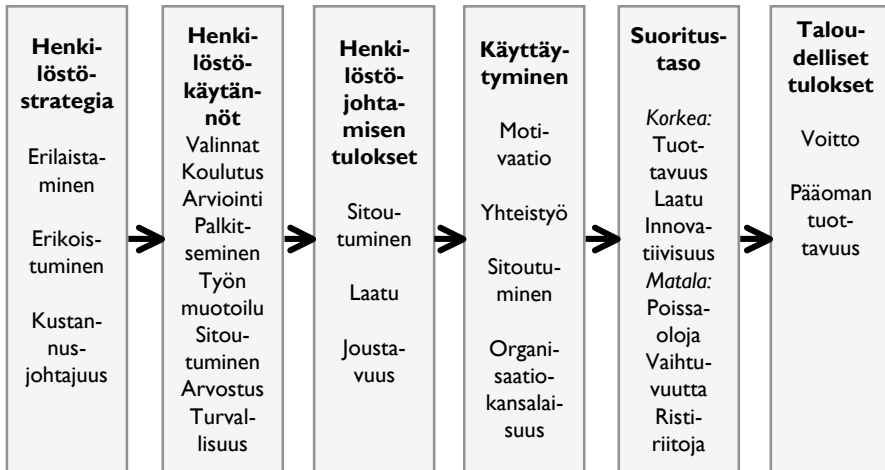 Henki-
löstö-
strategia
Erilaista-
minen
Erikois-
tuminen
Kustan-
nus-
johtajuus
Henki-
löstö-
käytän-
nöt
Valinnat
Koulutus
Arviointi
Palkit-
seminen
Työn
muotoilu
Sitou-
tuminen
Arvostus
Turval-
lisuus
Henki-
löstö-
johta-
misen
tulokset
Sitou-
tuminen
Laatu
Jousta-
vuus
Käyttäy-
tyminen
Moti-
vaatio
Yhteistyö
Sitoutu-
minen
Organi-
saatio-
kansalai-
suus
Suoritus-
taso
Korkea:
Tuot-
tavuus
Laatu
Innova-
tiivisuus
Matala:
Poissa-
oloja
Vaihtu-
vuutta
Risti-
riitoja
Talou-
delliset
tulokset
Voitto
Pääoman
tuot-
tavuus